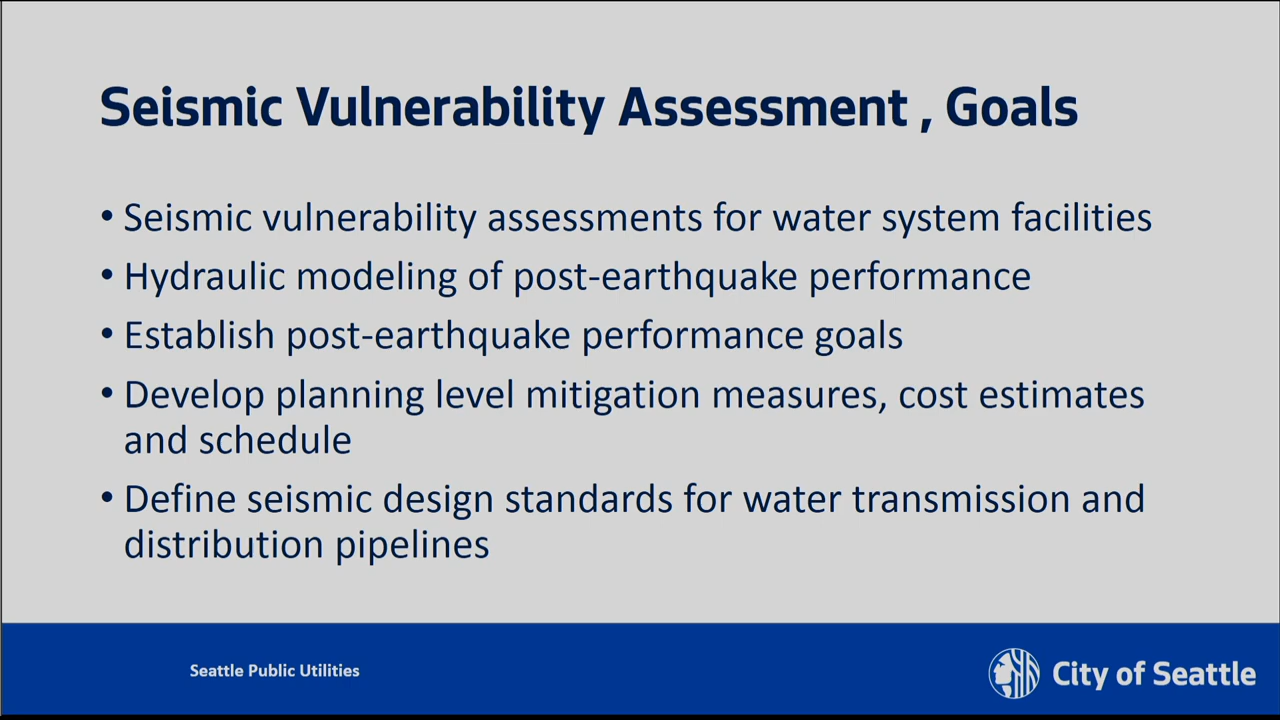 Seismic Vulnerability Assessment , Goals
• Seismic vulnerability assessments for water system facilities
• Hydraulic modeling of post-earthquake performance
• Establish post-earthquake performance goals
• Develop planning level mitigation measures, cost estimates
and schedule
• Define seismic design standards for water transmission and
distribution pipelines
Seattle Public Utilities
City of Seattle